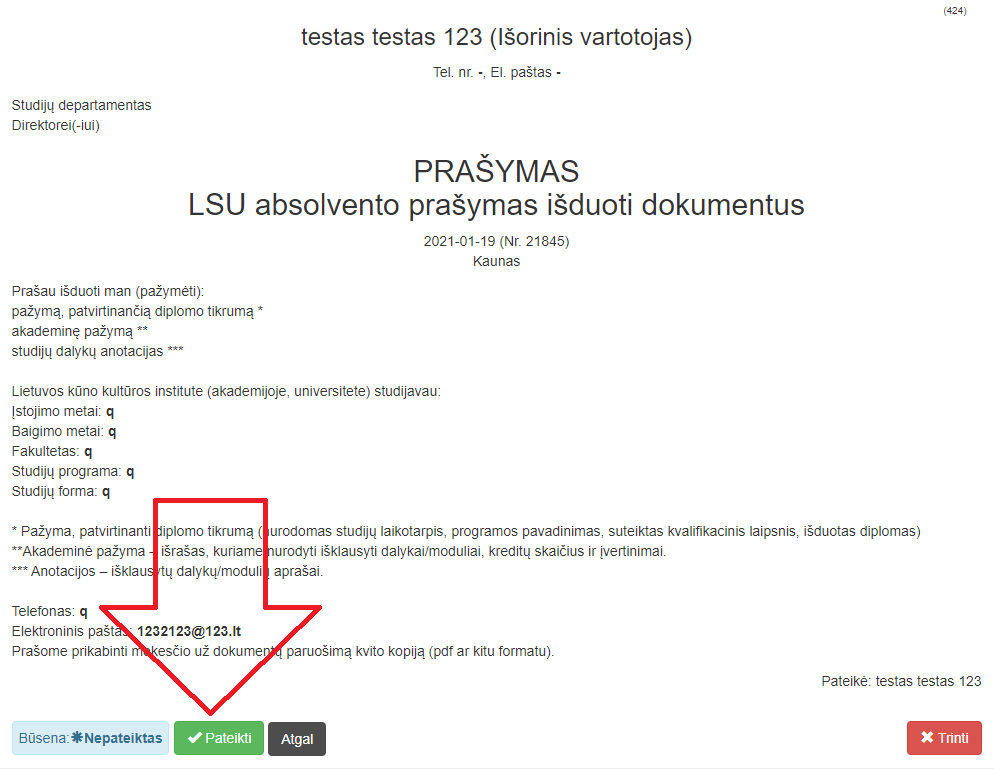 (424)
testas testas 123 (Išorinis vartotojas)
Tel. nr. -, El. paštas -
Studijų departamentas
Direktorei(-iui)
PRAŠYMAS
LSU absolvento prašymas išduoti dokumentus
2021-01-19 (Nr. 21845)
Kaunas
Prašau išduoti man (pažymėti):
pažymą, patvirtinančią diplomo tikrumą *
akademinę pažymą **
studijų dalykų anotacijas ***
Lietuvos kūno kultūros institute (akademijoje, universitete) studijavau:
Įstojimo metai: q
Baigimo metai: q
Fakultetas: q
Studijų programa: q
Studijų forma: q
* Pažyma, patvirtinanti diplomo tikrumą (nurodomas studijų laikotarpis, programos pavadinimas, suteiktas kvalifikacinis laipsnis, išduotas diplomas)
**Akademinė pažyma – išrašas, kuriame nurodyti išklausyti dalykai/moduliai, kreditų skaičius ir įvertinimai.
*** Anotacijos – išklausytų dalykų/modulių aprašai.
Telefonas: q
Elektroninis paštas: 1232123@123.lt
Prašome prikabinti mokesčio už dokumentų paruošimą kvito kopiją (pdf ar kitu formatu).
Pateikė: testas testas 123
Būsena: Nepateiktas Pateikti Atgal Trinti